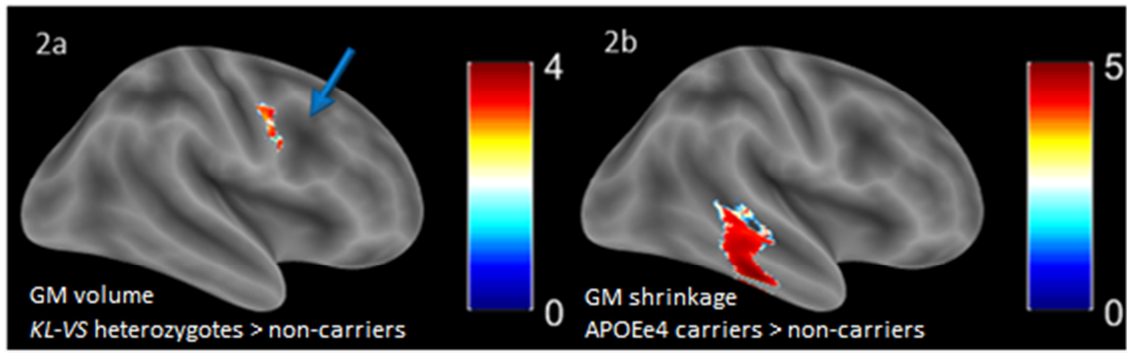 2a
4
0
GM volume
KL-VS heterozygotes > non-carriers
2b
5
0
GM shrinkage
APOEe4 carriers > non-carriers